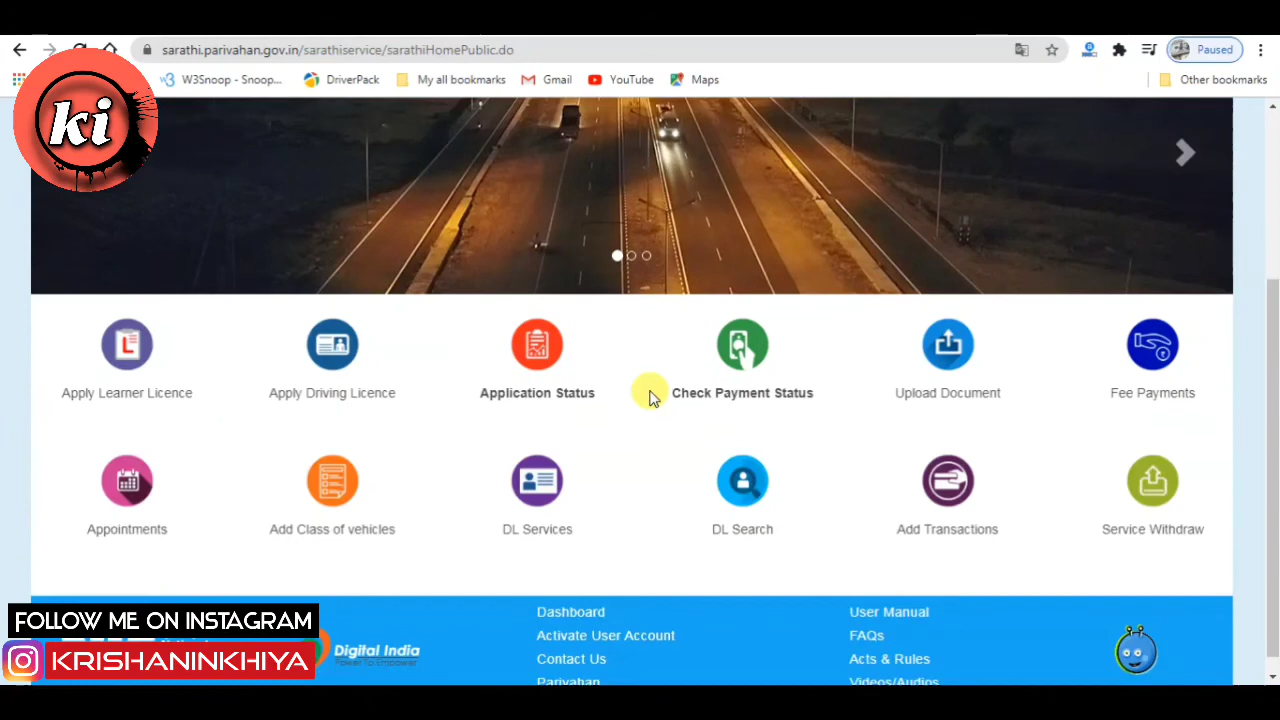 sarathi.parivahan.gov.in/sarathiservice/sarathiHomePublic.do
Paused
W3Snoop - Snoop...
DriverPack
My all bookmarks
Gmail
YouTube
Maps
Other bookmarks
ki
L
Apply Learner Licence
Apply Driving Licence
Application Status
Check Payment Status
Upload Document
Fee Payments
Appointments
Add Class of vehicles
DL Services
DL Search
Add Transactions
Service Withdraw
Dashboard
User Manual
Activate User Account
FAQs
Contact Us
Acts & Rules
Parivahan
Videos/Audios
Digital India
Power To Empower
FOLLOW ME ON INSTAGRAM
KRISHANINKHIYA